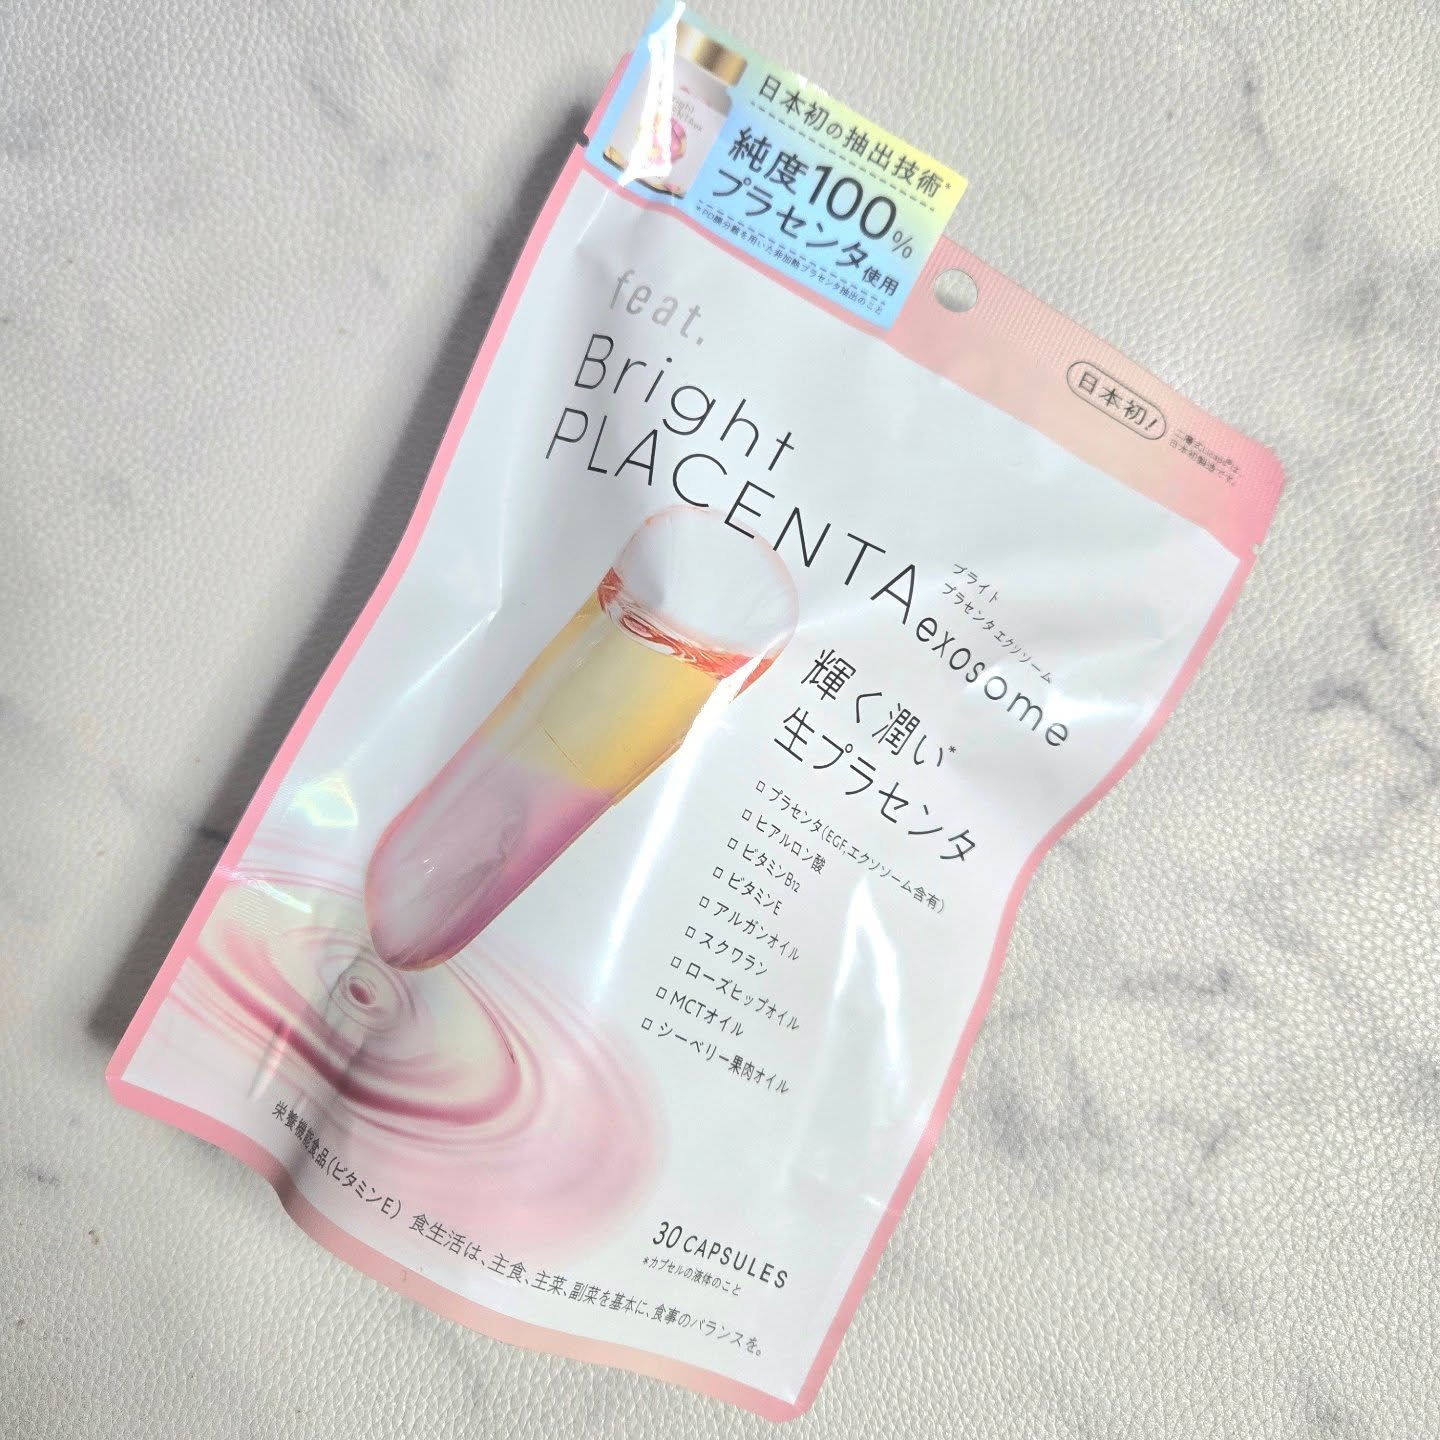 日本初の抽出技術*
純度100%
プラセンタ使用
feat.
Bright
PLACENTAexosome
ブライト
プラセンタ エクソソーム
日本初!
日本初製造です。
輝く潤い*
生プラセンタ
プラセンタ(EGF,エクソソーム含有)
ヒアルロン酸
ビタミンB12
ビタミンE
アルガンオイル
スクワラン
ローズヒップオイル
MCTオイル
シーベリー果肉オイル
30 CAPSULES
*カプセルの液体のこと
栄養機能食品(ビタミンE) 食生活は、主食、主菜、副菜を基本に、食事のバランスを。